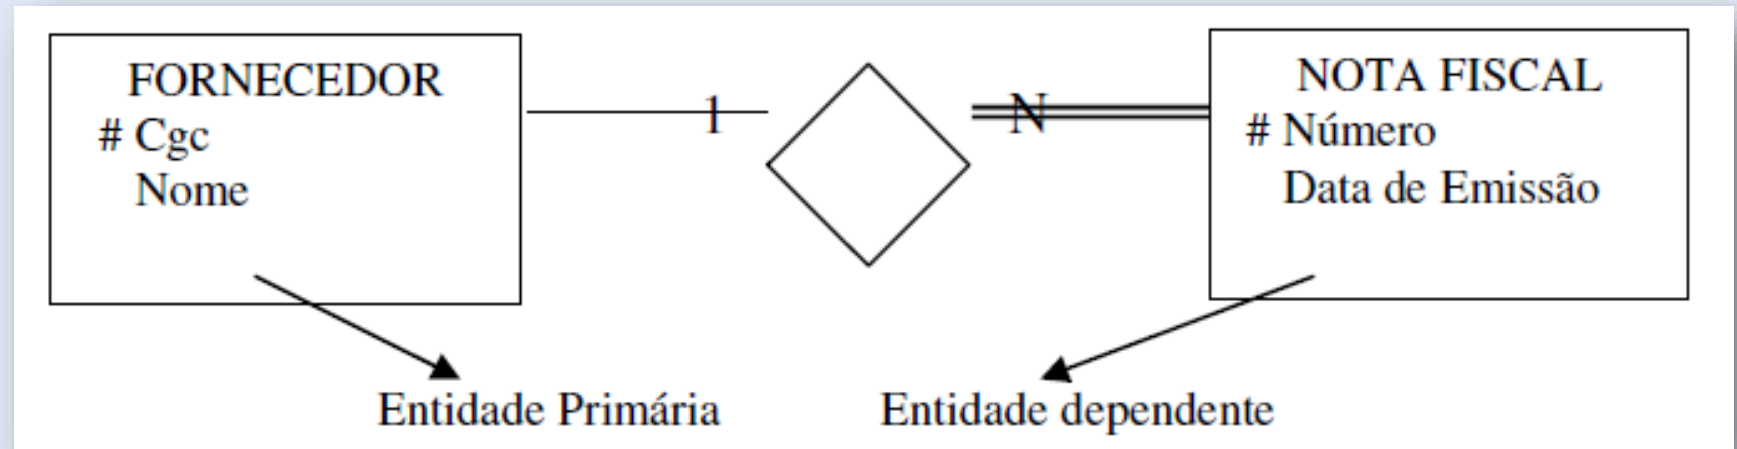 FORNECEDOR
# Cgc
Nome
1
N
NOTA FISCAL
# Número
Data de Emissão
Entidade Primária
Entidade dependente